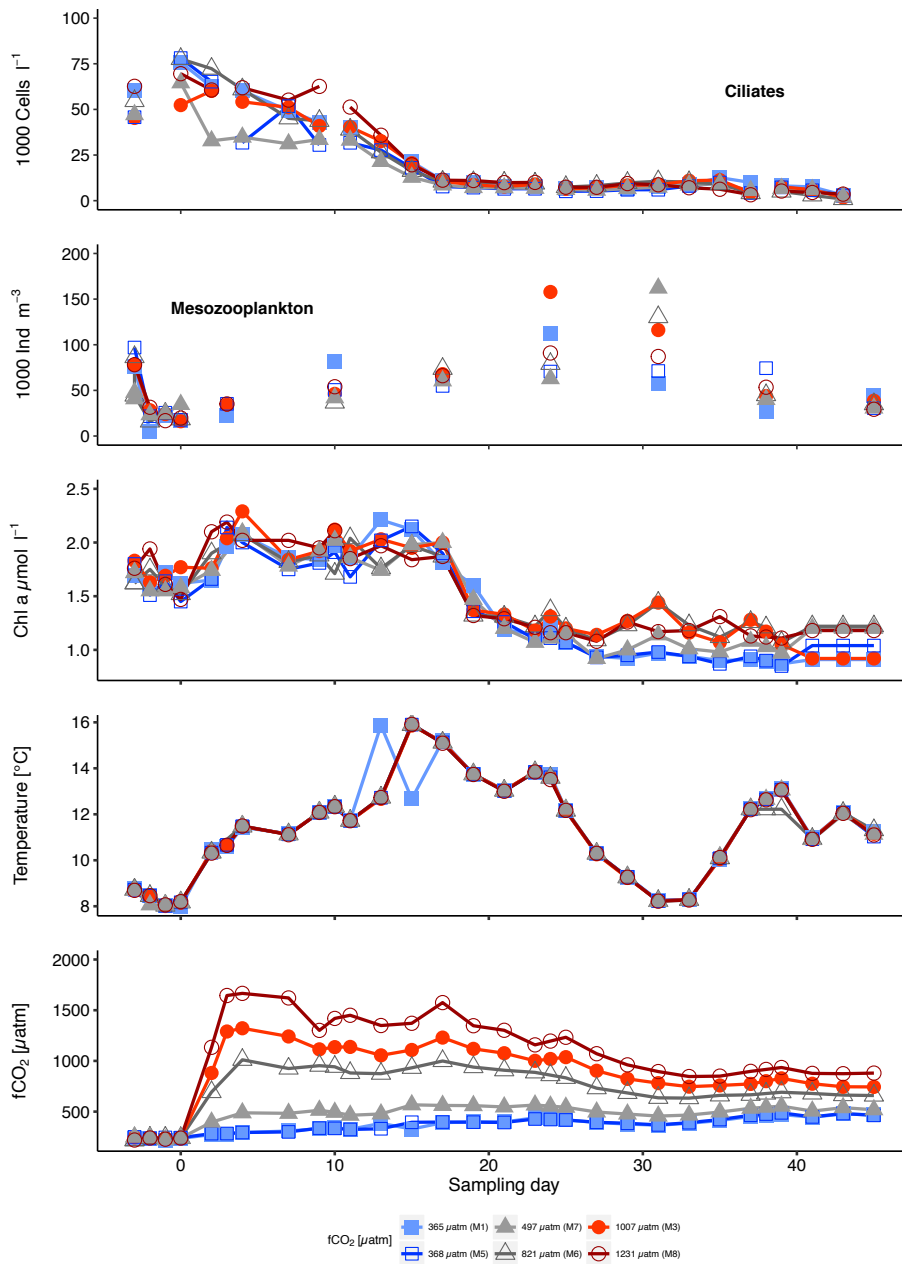 100
75
50
25
0
1000 Cells l⁻¹
Ciliates
200
150
100
50
0
1000 Ind m⁻³
Mesozooplankton
2.5
2.0
1.5
1.0
Chl a µmol l⁻¹
16
14
12
10
8
Temperature [°C]
2000
1500
1000
500
fCO₂ [µatm]
0 10 20 30 40
Sampling day
fCO₂ [µatm]
365 µatm (M1) 497 µatm (M7) 1007 µatm (M3)
368 µatm (M5) 821 µatm (M6) 1231 µatm (M8)